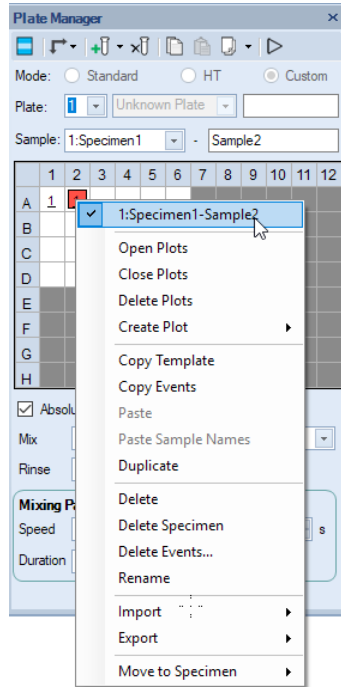 Plate Manager
Mode: Standard HT Custom
Plate: 1 Unknown Plate
Sample: 1:Specimen1 - Sample2
1 2 3 4 5 6 7 8 9 10 11 12
A 1 1
1:Specimen1-Sample2
B
Open Plots
C
Close Plots
D
Delete Plots
E
Create Plot
F
G
Copy Template
H
Copy Events
Absolu
Paste
Mix
Paste Sample Names
Rinse
Duplicate
Mixing Pa
Delete
Speed s
Delete Specimen
Duration
Delete Events...
Rename
Import
Export
Move to Specimen